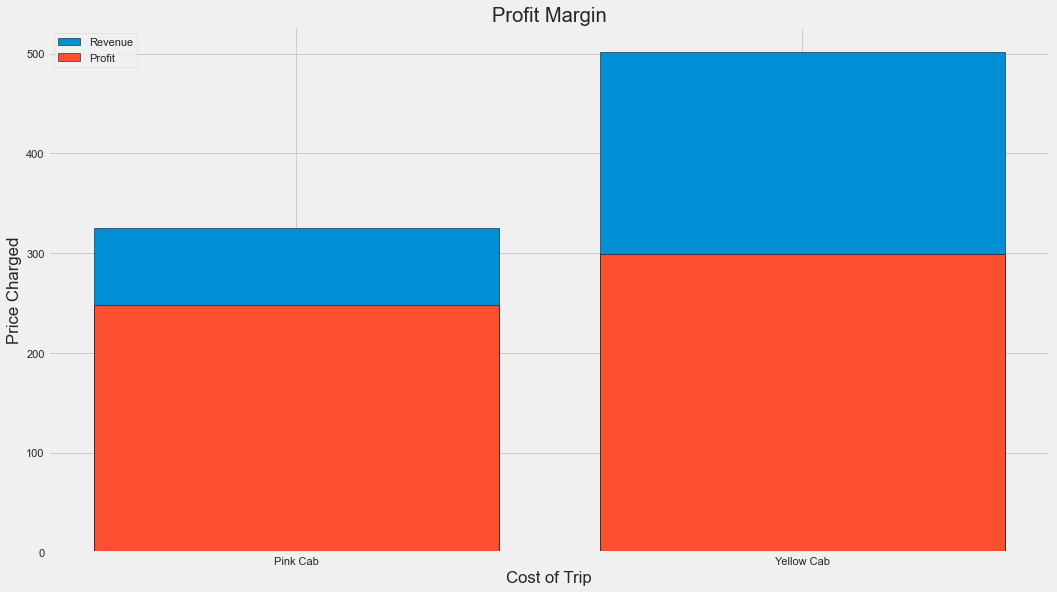 Profit Margin
Revenue
Profit
500
400
300
200
100
0
Price Charged
Pink Cab
Yellow Cab
Cost of Trip